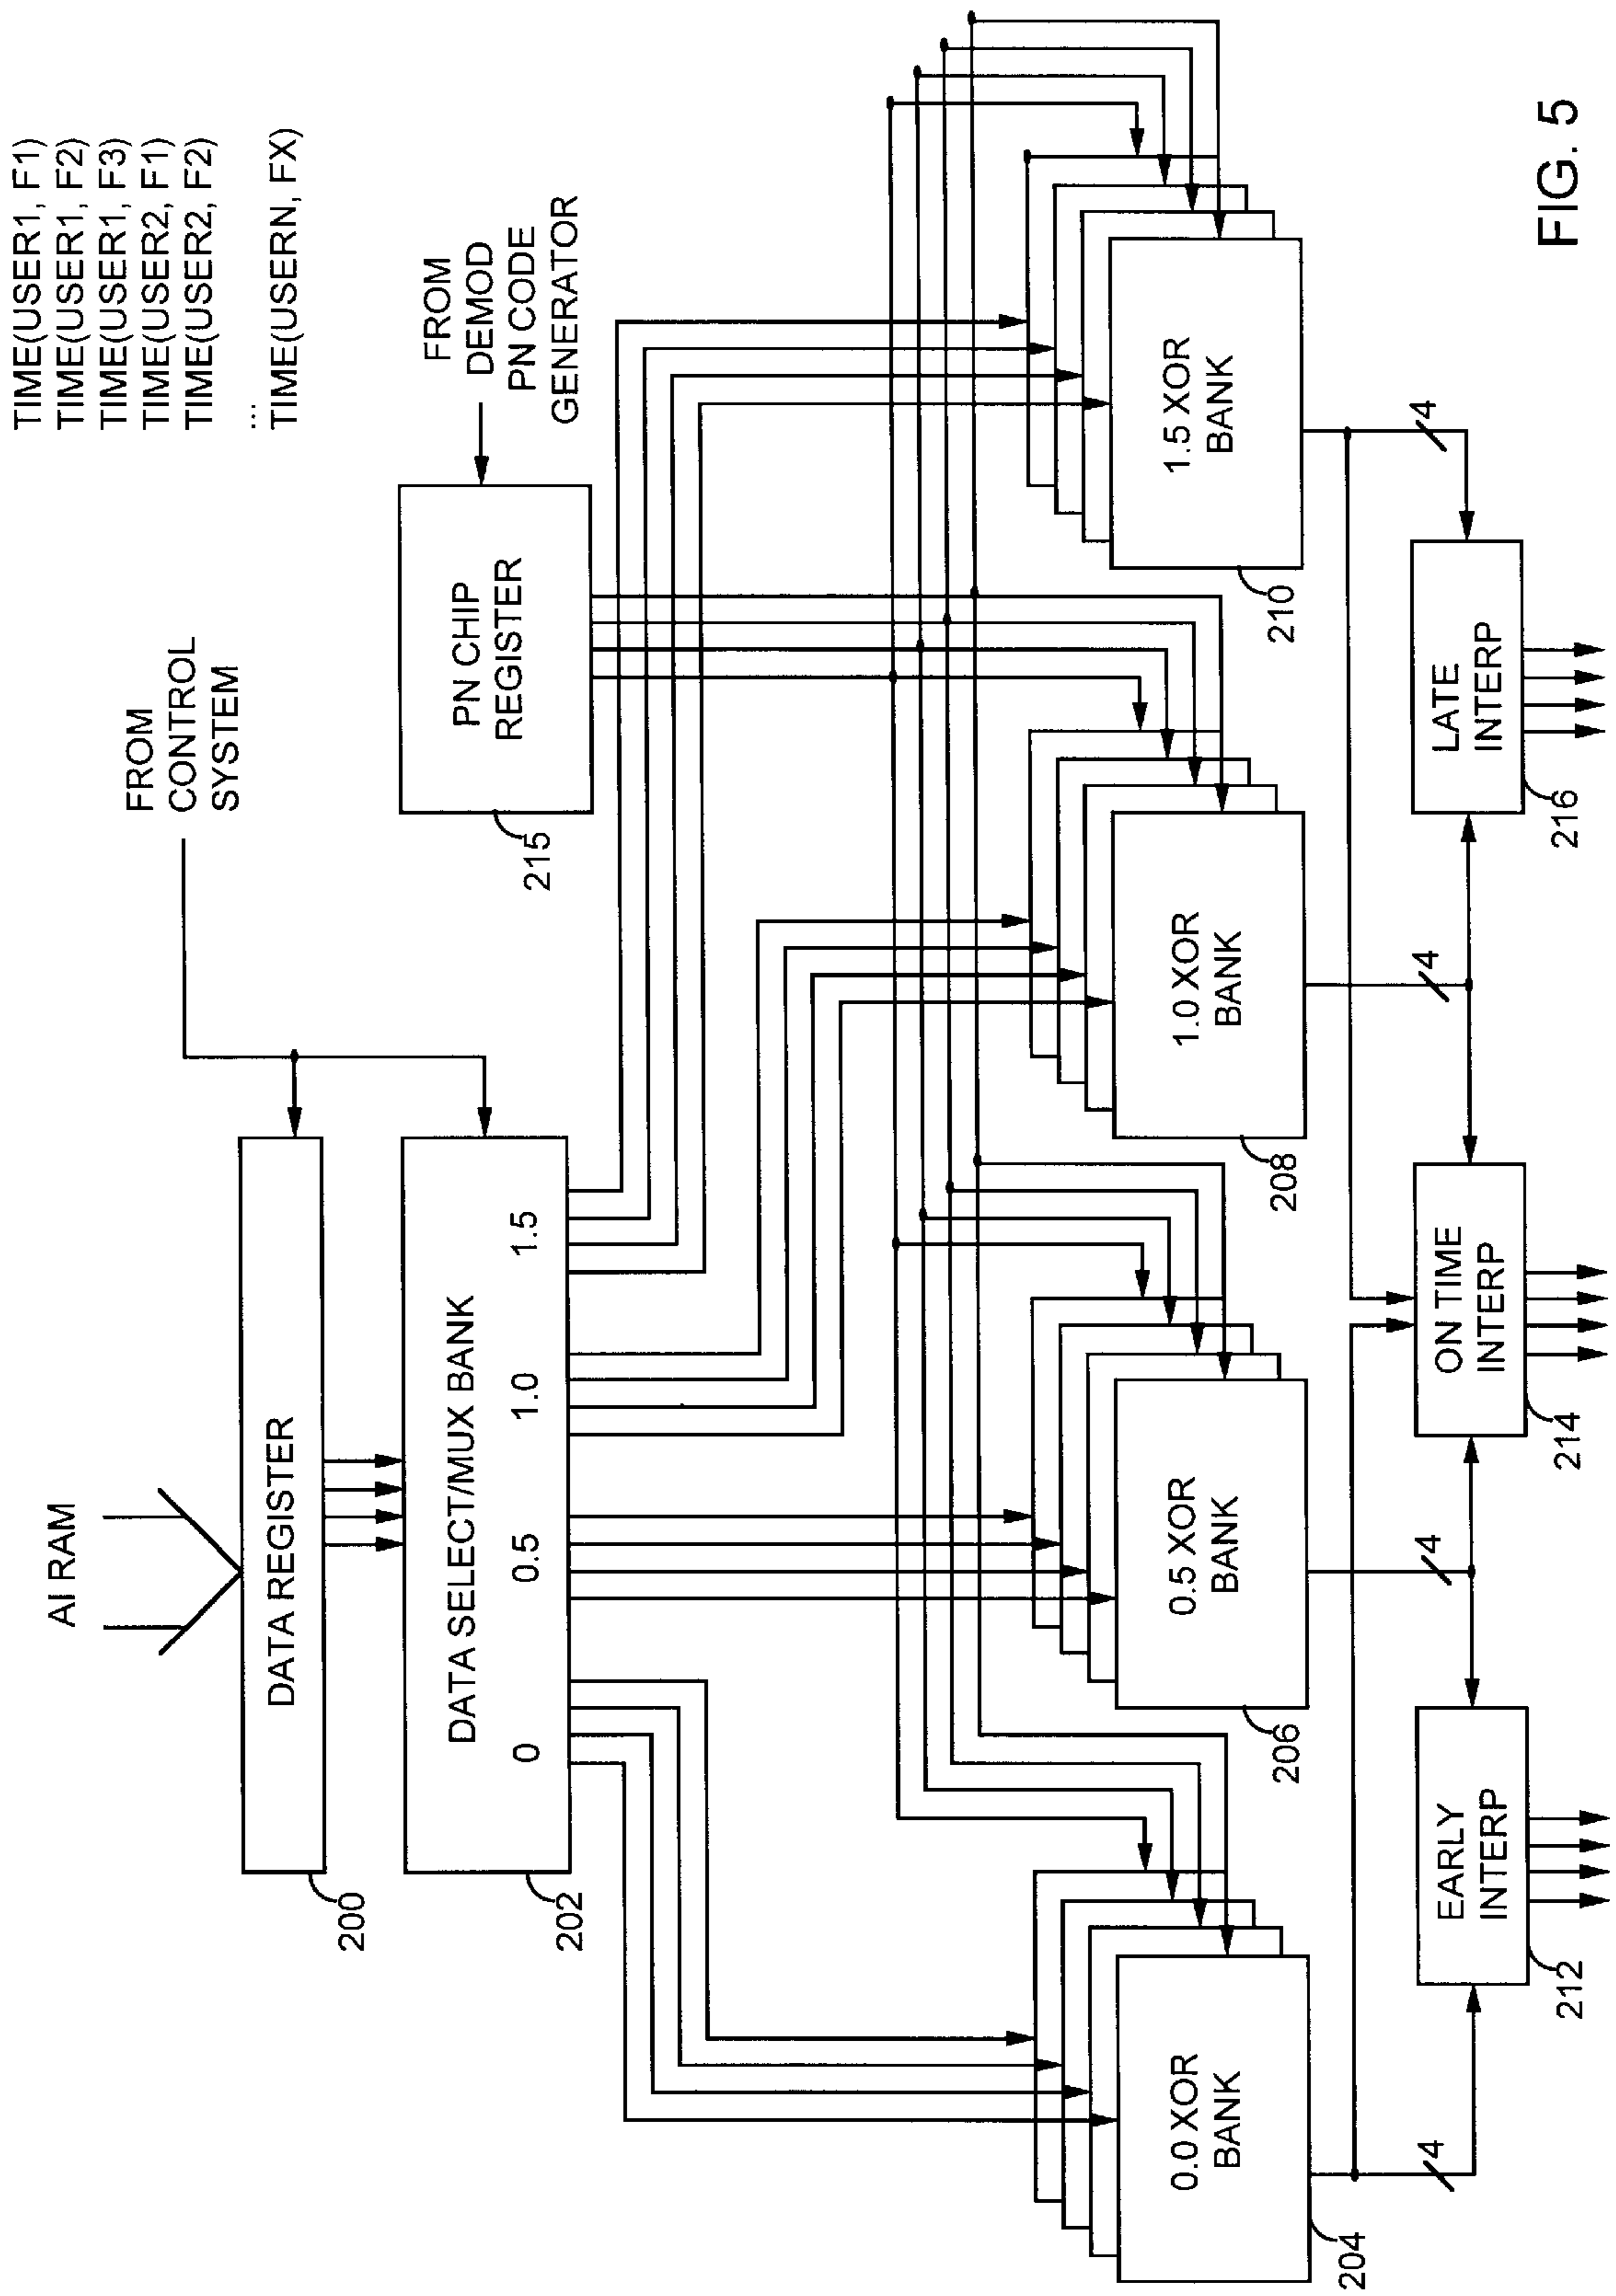 TIME(USER1, F1)
TIME(USER1, F2)
TIME(USER1, F3)
TIME(USER2, F1)
TIME(USER2, F2)
...
TIME(USERN, FX)
FROM
CONTROL
SYSTEM
FROM
DEMOD
PN CODE
GENERATOR
AI RAM
DATA REGISTER
200
DATA SELECT/MUX BANK
0
0.5
1.0
1.5
202
PN CHIP
REGISTER
215
0.0 XOR
BANK
204
0.5 XOR
BANK
206
1.0 XOR
BANK
208
1.5 XOR
BANK
210
4
4
4
4
EARLY
INTERP
212
ON TIME
INTERP
214
LATE
INTERP
216
FIG. 5